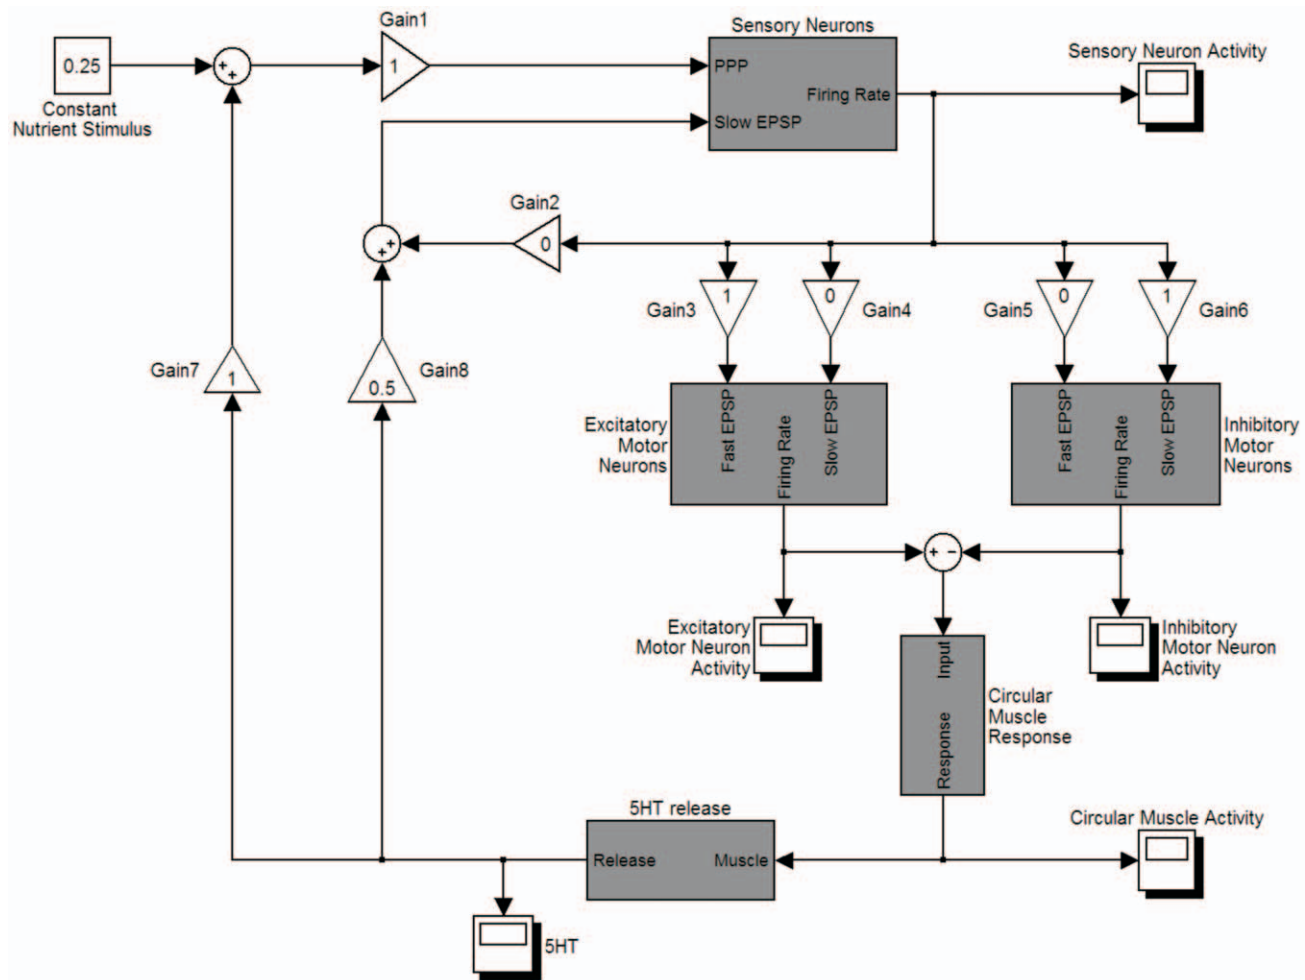 Gain1
Sensory Neurons
0.25
+
+
1
PPP
Firing Rate
Slow EPSP
Sensory Neuron Activity
Constant
Nutrient Stimulus
Gain2
0
+
+
Gain3
1
0
Gain4
Gain5
0
1
Gain6
Gain7
1
0.5
Gain8
Excitatory
Motor
Neurons
Fast EPSP
Firing Rate
Slow EPSP
Fast EPSP
Firing Rate
Slow EPSP
Inhibitory
Motor
Neurons
+ −
Excitatory
Motor Neuron
Activity
Inhibitory
Motor Neuron
Activity
Input
Response
Circular
Muscle
Response
5HT release
Release
Muscle
Circular Muscle Activity
5HT